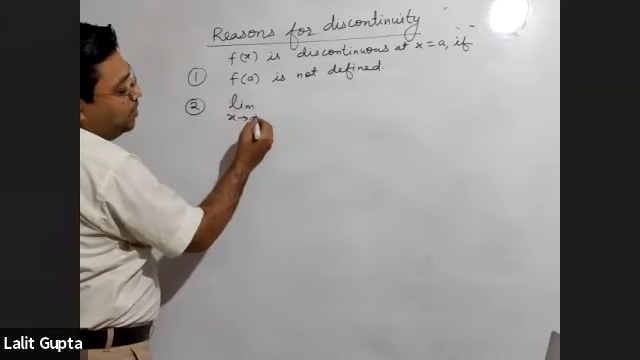 Reasons for discontinuity
f(x) is discontinuous at x = a, if
① f(a) is not defined.
② lim
x →
Lalit Gupta